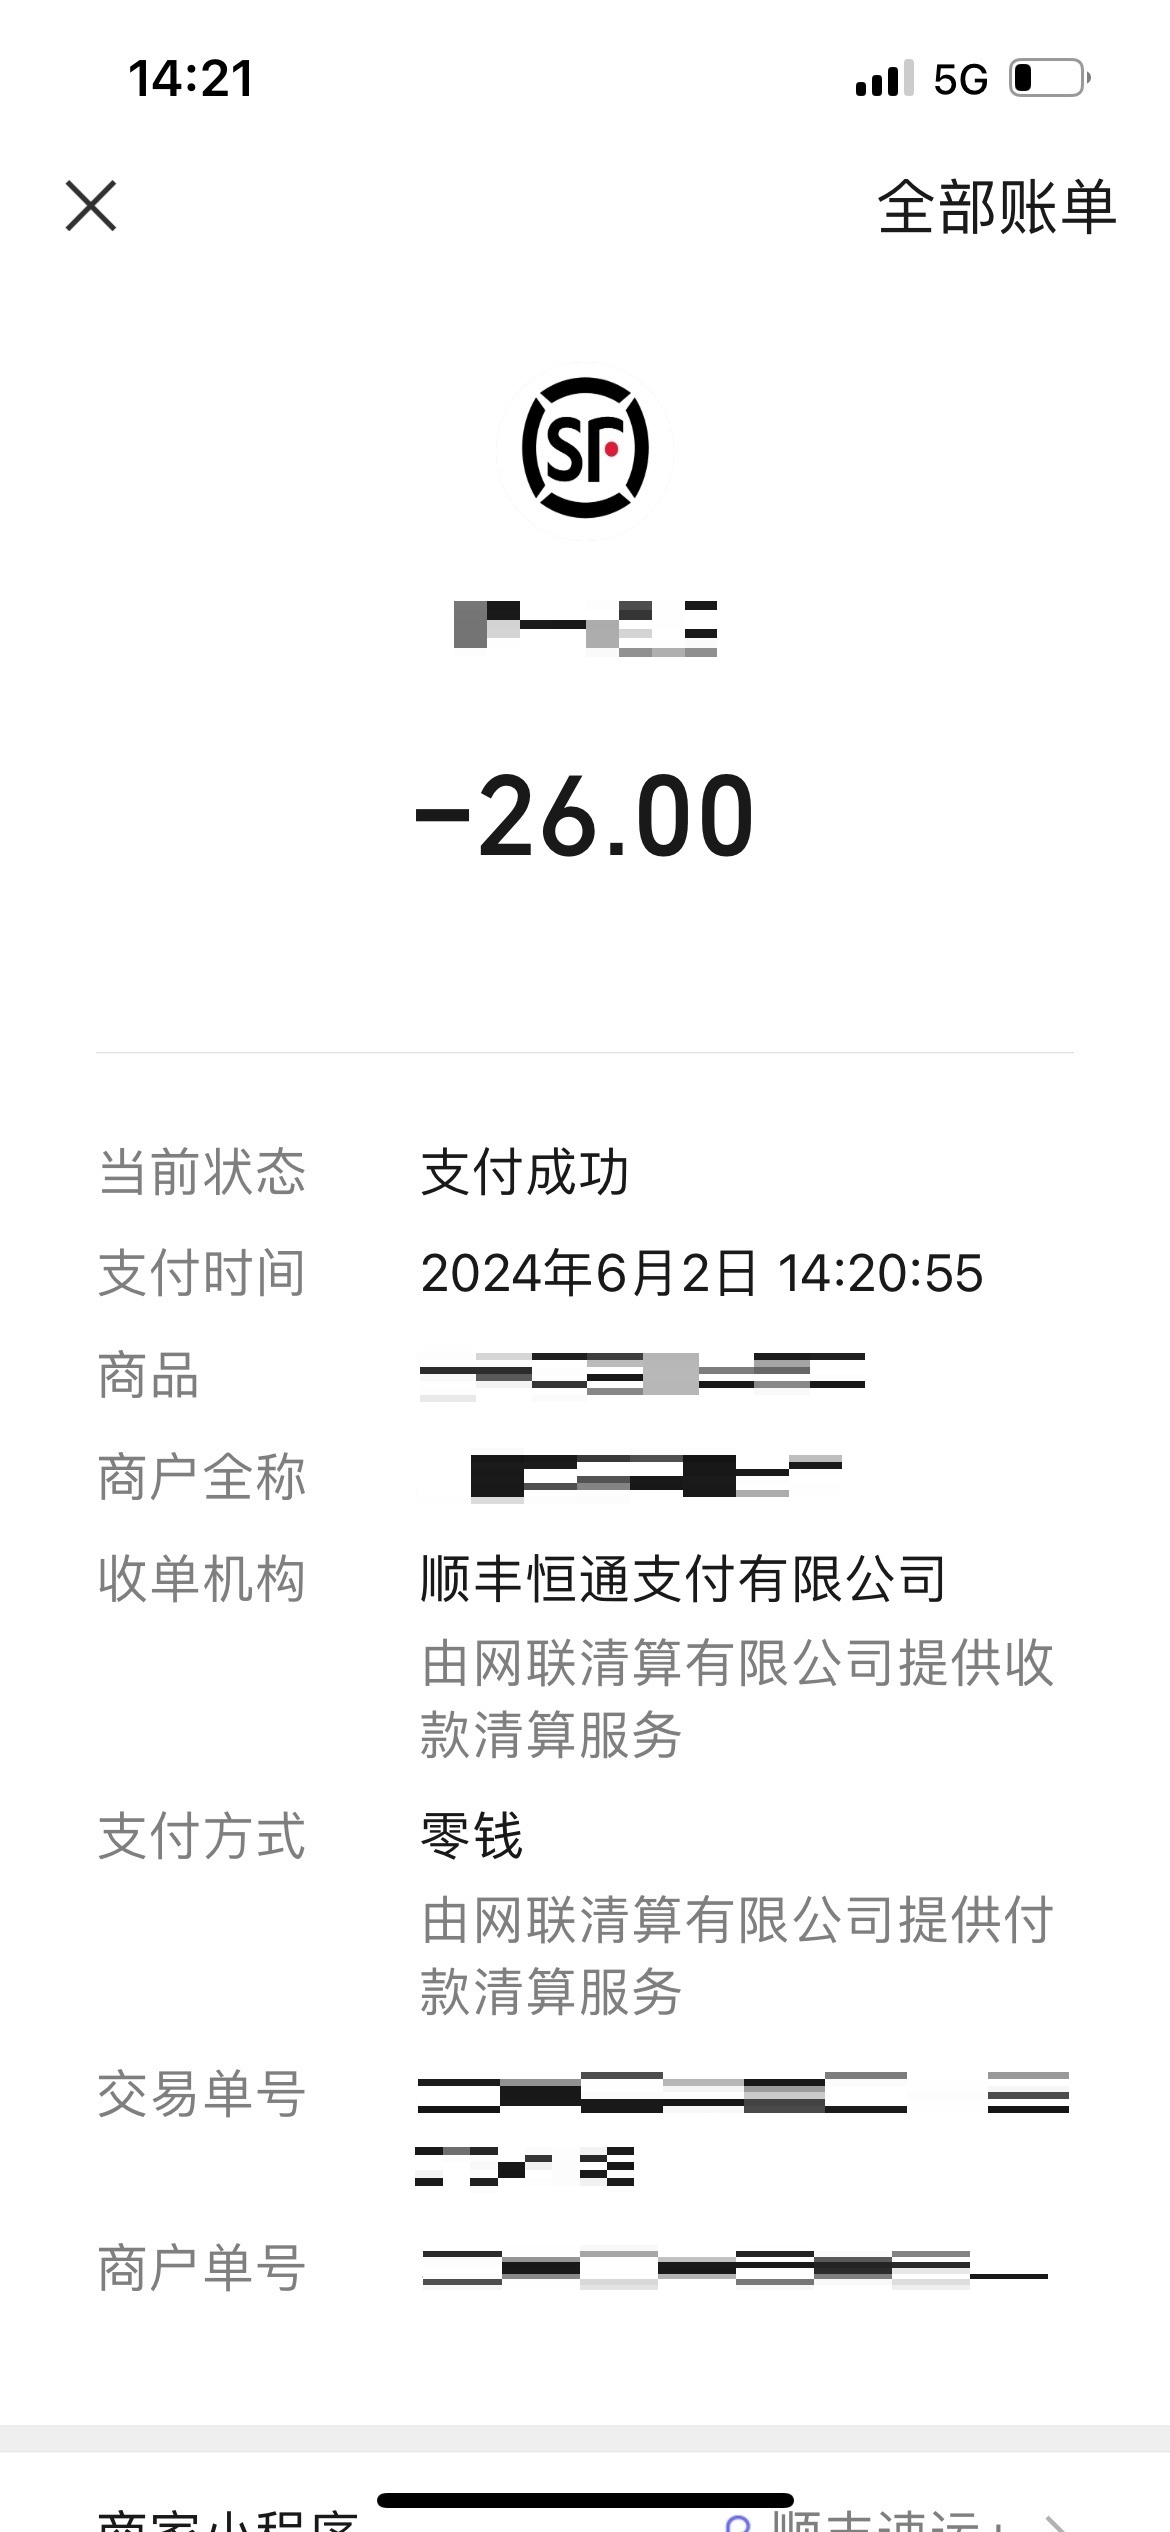 14:21
5G
全部账单
SF
-26.00
当前状态 支付成功
支付时间 2024年6月2日 14:20:55
商品
商户全称
收单机构 顺丰恒通支付有限公司
由网联清算有限公司提供收
款清算服务
支付方式 零钱
由网联清算有限公司提供付
款清算服务
交易单号
商户单号
商家小程序 顺丰速运+